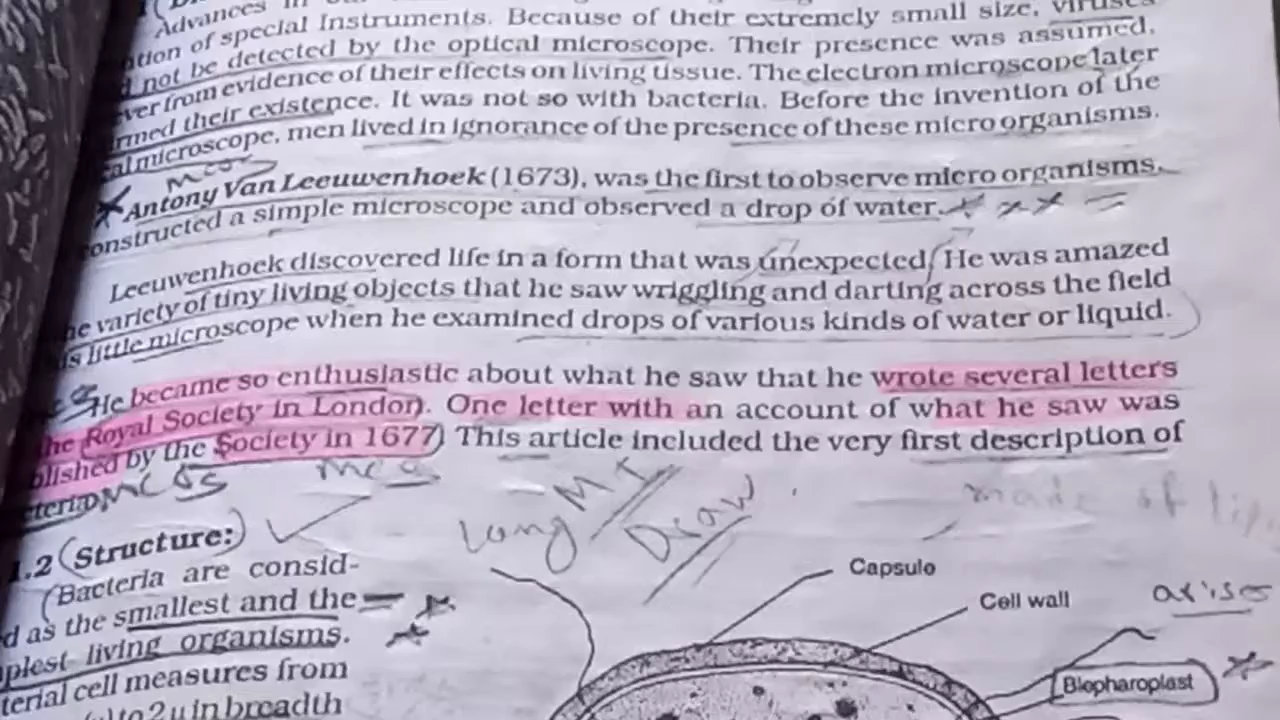 Advances in
tion of special Instruments. Because of their extremely small size, viruses
not be detected by the optical microscope. Their presence was assumed,
ver from evidence of their effects on living tissue. The electron microscope later
rmed their existence. It was not so with bacteria. Before the invention of the
cal microscope, men lived in ignorance of the presence of these micro organisms.
mcqs
Antony Van Leeuwenhoek (1673), was the first to observe micro organisms.
constructed a simple microscope and observed a drop of water.
Leeuwenhoek discovered life in a form that was unexpected. He was amazed
he variety of tiny living objects that he saw wriggling and darting across the field
is little microscope when he examined drops of various kinds of water or liquid.
He became so enthusiastic about what he saw that he wrote several letters
the Royal Society in London. One letter with an account of what he saw was
blished by the Society in 1677. This article included the very first description of
cteria.
long
Draw
made of
1.2 (Structure:)
(Bacteria are consid-
d as the smallest and the
plest living organisms.
terial cell measures from
to 2µ in breadth
Capsule
Cell wall
arise
Blepharoplast